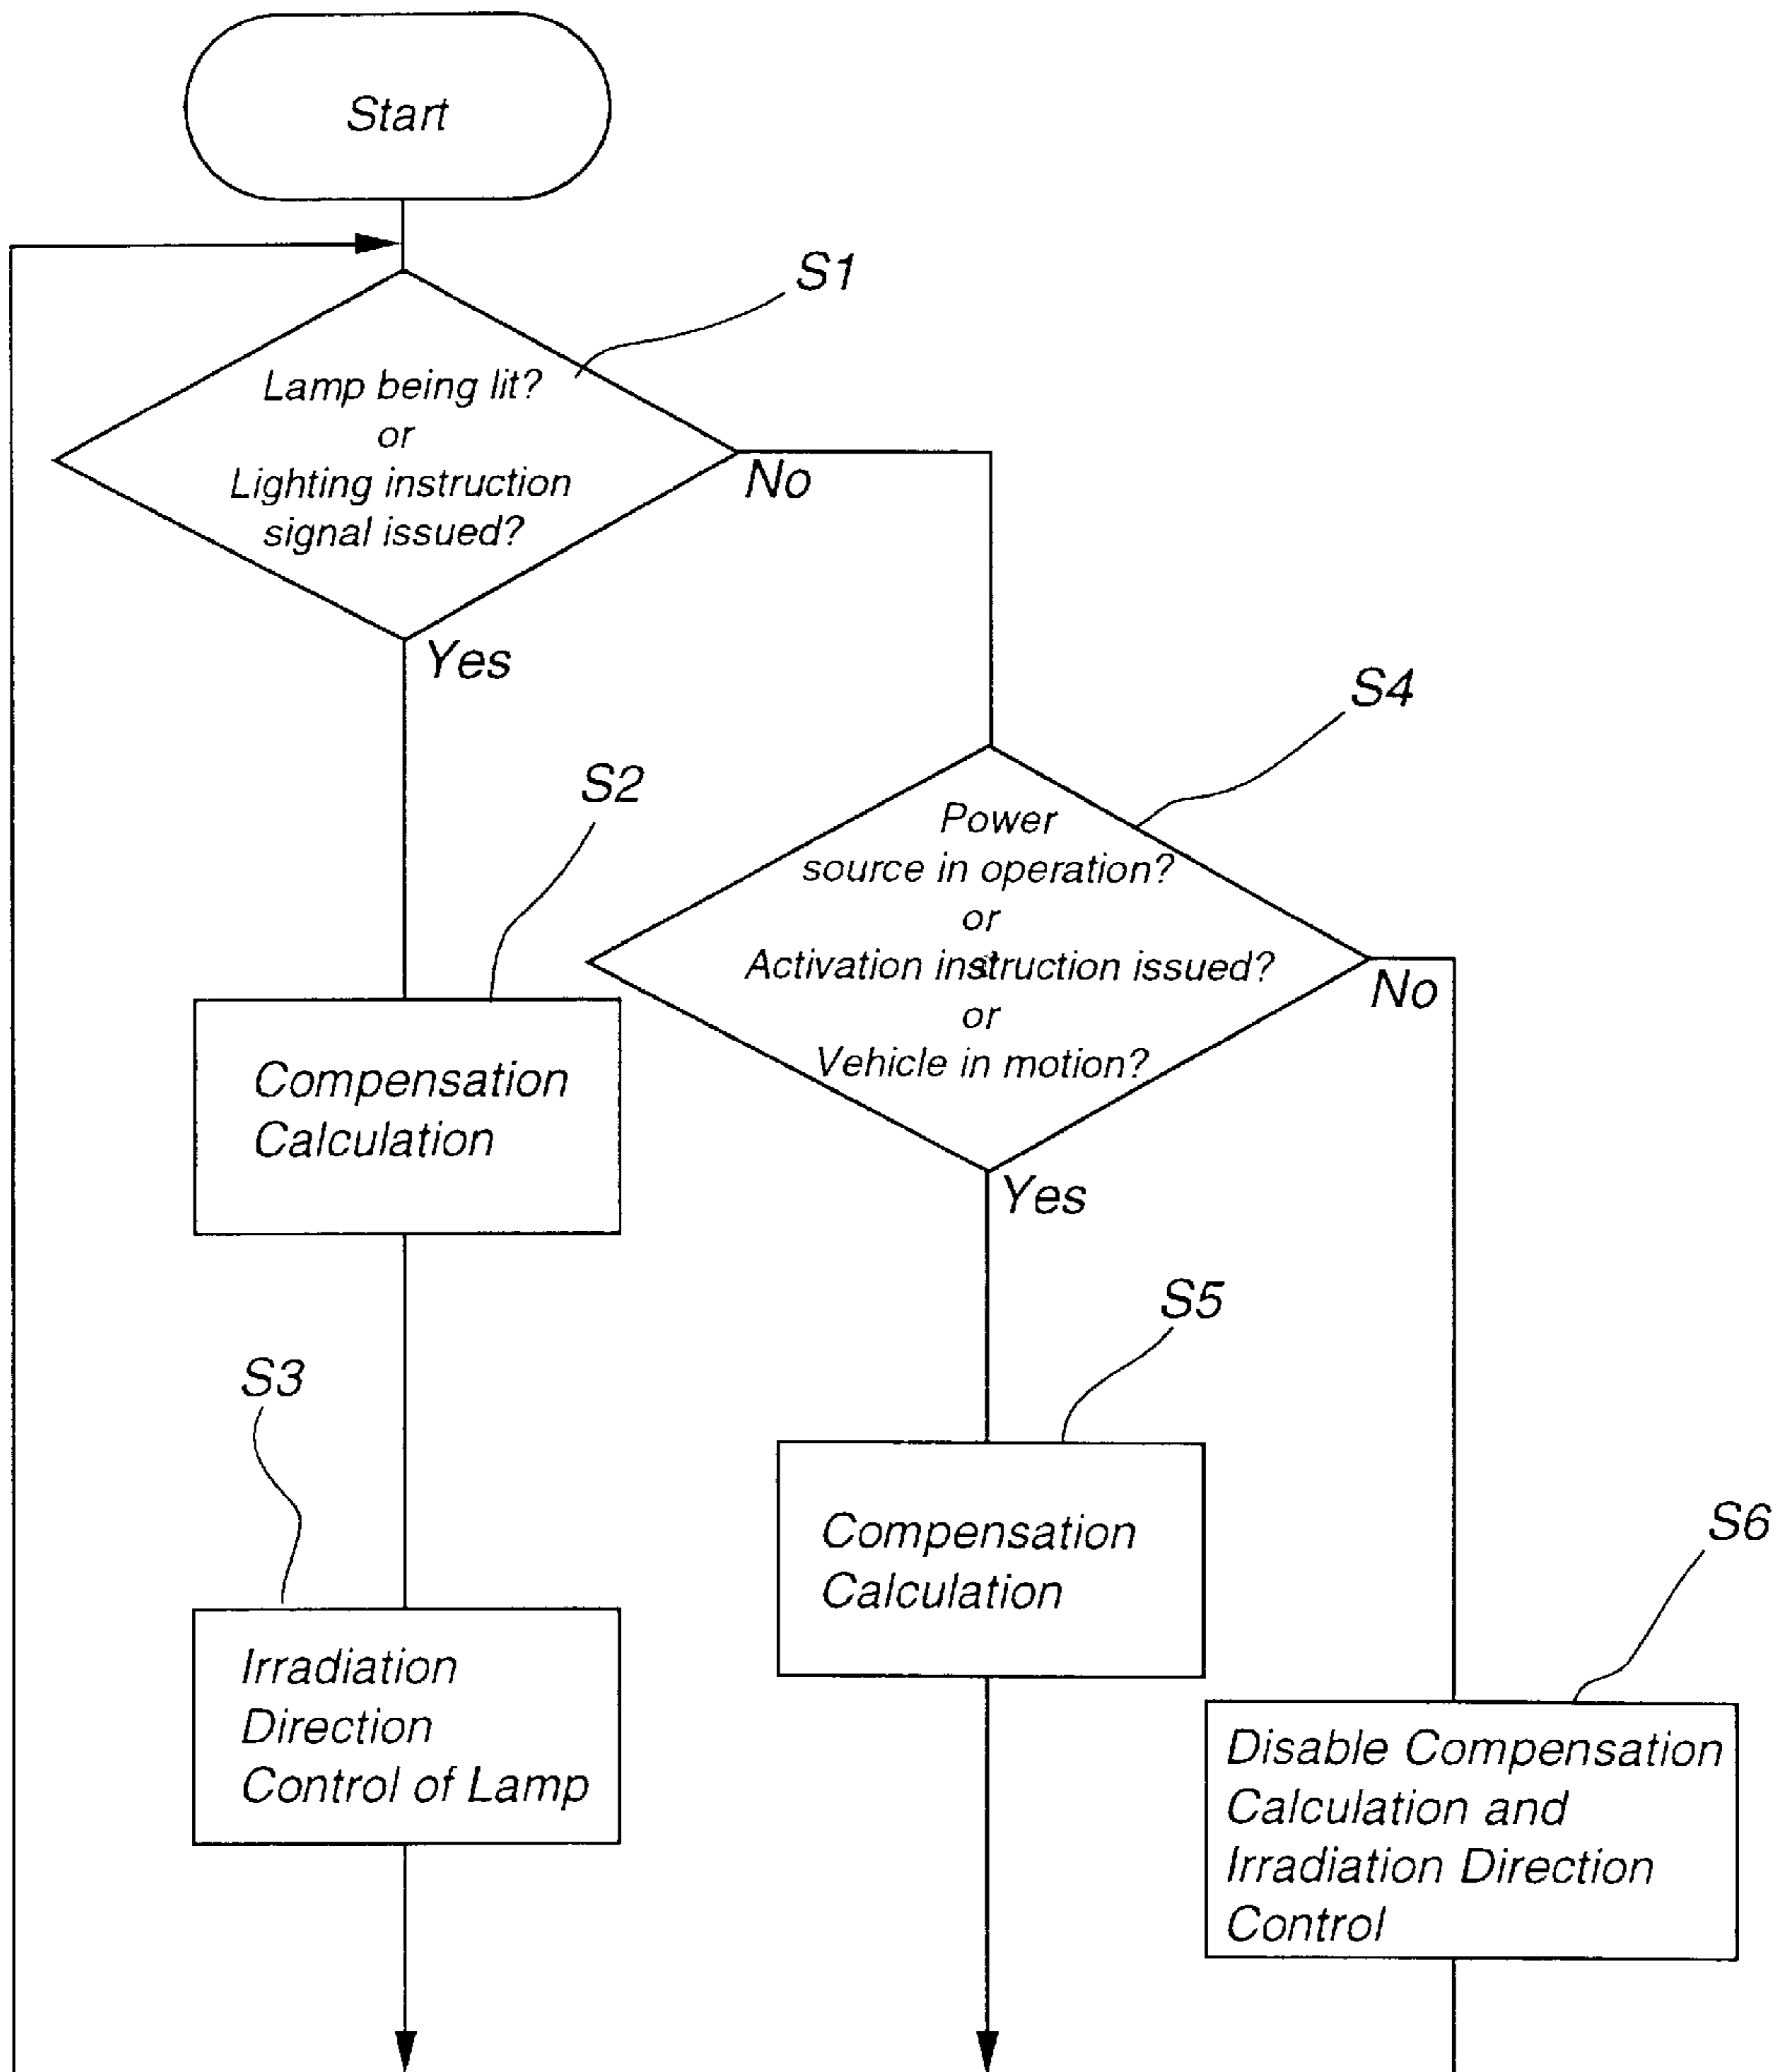 Start
S1
Lamp being lit?
or
Lighting instruction
signal issued?
No
Yes
S4
S2
Power
source in operation?
or
Activation instruction issued?
or
Vehicle in motion?
No
Compensation
Calculation
Yes
S5
S3
Compensation
Calculation
S6
Irradiation
Direction
Control of Lamp
Disable Compensation
Calculation and
Irradiation Direction
Control